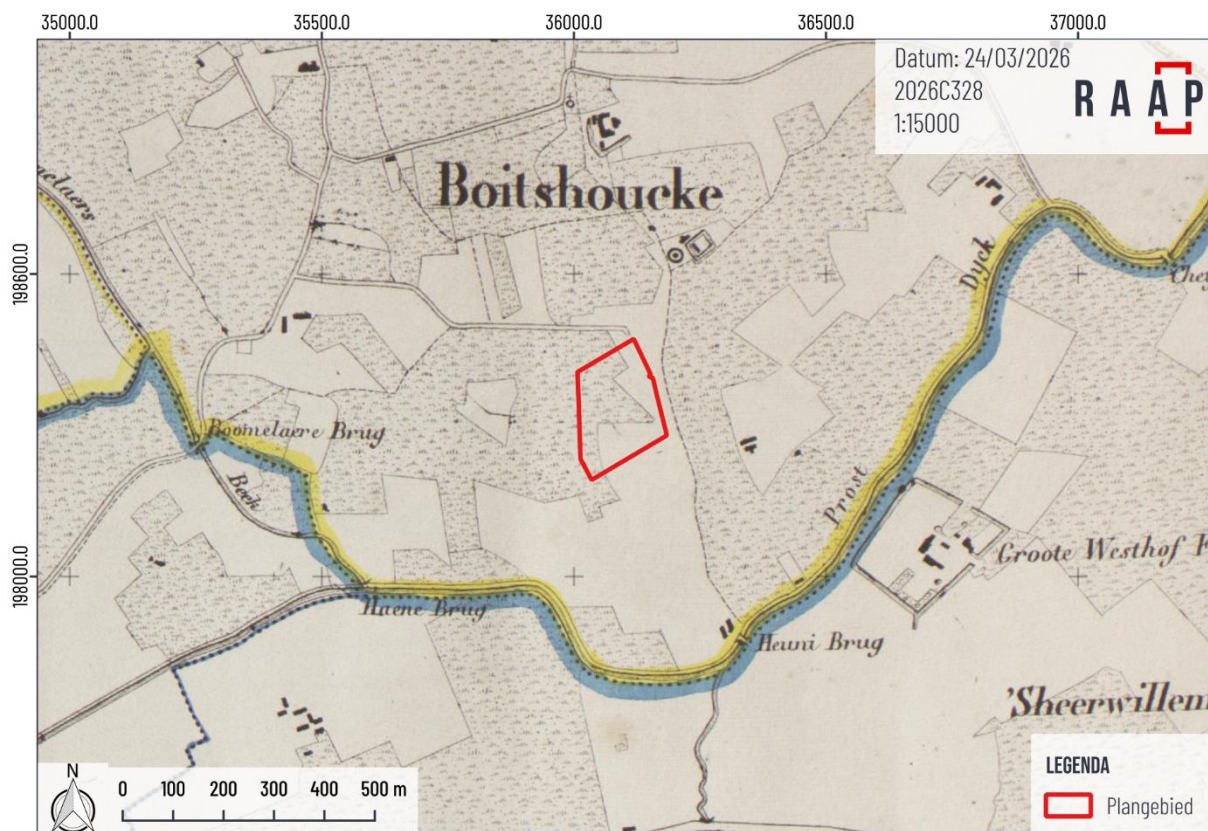 35000.0 35500.0 36000.0 36500.0 37000.0
Datum: 24/03/2026
2026C328
1:15000
RAAP
Boitshoucke
198600.0
Dyck
Boomelaere Brug
Beek
Prost
198000.0
Groote Westhof
Haene Brug
Heuni Brug
'Sheerwillem
N
0 100 200 300 400 500 m
LEGENDA
Plangebied